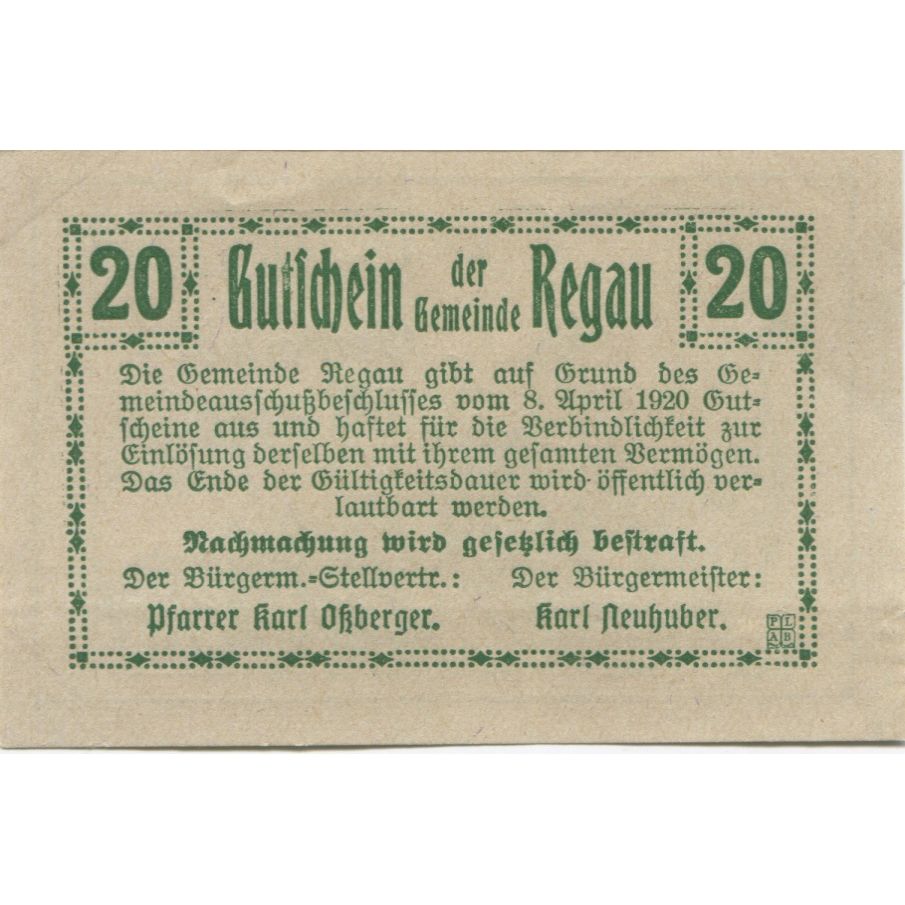 20 Gutschein der Gemeinde Regau 20
Die Gemeinde Regau gibt auf Grund des Ge=
meindeausschußbeschlusses vom 8. April 1920 Gut=
scheine aus und haftet für die Verbindlichkeit zur
Einlösung derselben mit ihrem gesamten Vermögen.
Das Ende der Gültigkeitsdauer wird öffentlich ver=
lautbart werden.
Nachmachung wird gesetzlich bestraft.
Der Bürgerm.=Stellvertr.: Der Bürgermeister:
Pfarrer Karl Oßberger. Karl Neuhuber.
F L
A B